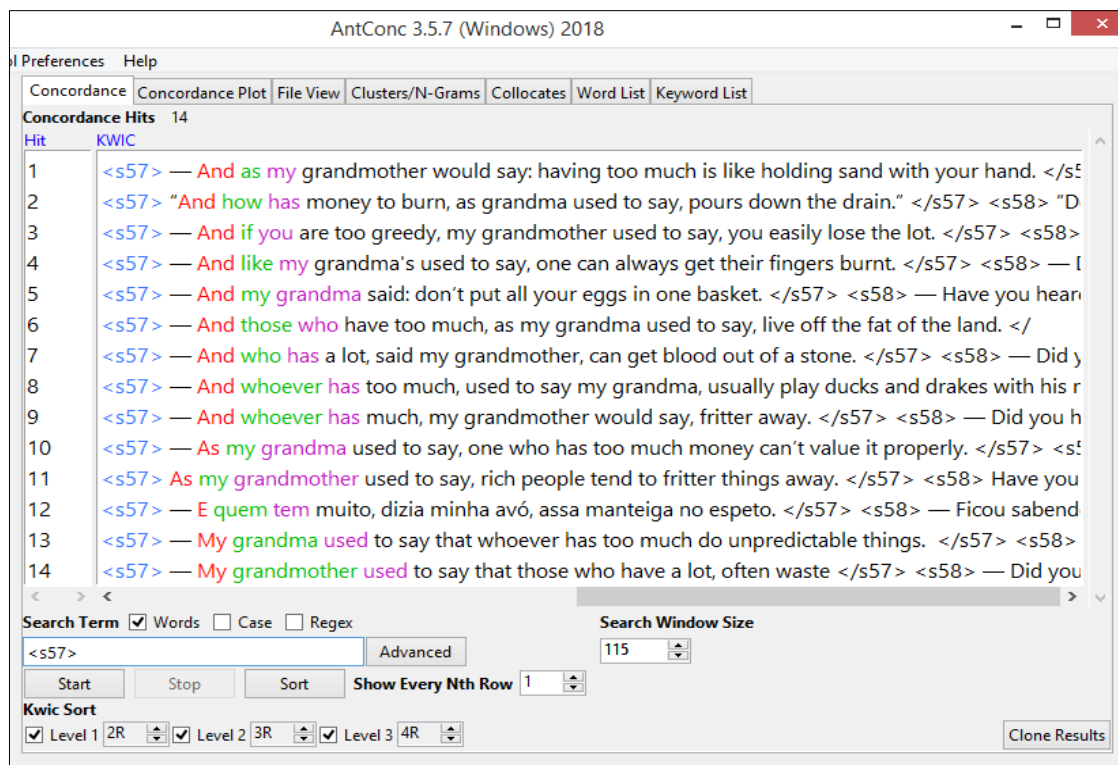 AntConc 3.5.7 (Windows) 2018
ol Preferences Help
Concordance Concordance Plot File View Clusters/N-Grams Collocates Word List Keyword List
Concordance Hits 14
Hit KWIC
1 <s57> — And as my grandmother would say: having too much is like holding sand with your hand. </s5
2 <s57> “And how has money to burn, as grandma used to say, pours down the drain.” </s57> <s58> “D
3 <s57> — And if you are too greedy, my grandmother used to say, you easily lose the lot. </s57> <s58>
4 <s57> — And like my grandma's used to say, one can always get their fingers burnt. </s57> <s58> —
5 <s57> — And my grandma said: don’t put all your eggs in one basket. </s57> <s58> — Have you hear
6 <s57> — And those who have too much, as my grandma used to say, live off the fat of the land. </
7 <s57> — And who has a lot, said my grandmother, can get blood out of a stone. </s57> <s58> — Did y
8 <s57> — And whoever has too much, used to say my grandma, usually play ducks and drakes with his
9 <s57> — And whoever has much, my grandmother would say, fritter away. </s57> <s58> — Did you h
10 <s57> — As my grandma used to say, one who has too much money can’t value it properly. </s57> <s5
11 <s57> As my grandmother used to say, rich people tend to fritter things away. </s57> <s58> Have you
12 <s57> — E quem tem muito, dizia minha avó, assa manteiga no espeto. </s57> <s58> — Ficou sabend
13 <s57> — My grandma used to say that whoever has too much do unpredictable things. </s57> <s58>
14 <s57> — My grandmother used to say that those who have a lot, often waste </s57> <s58> — Did you
Search Term Words Case Regex Search Window Size
<s57> Advanced 115
Start Stop Sort Show Every Nth Row 1
Kwic Sort
Level 1 2R Level 2 3R Level 3 4R Clone Results